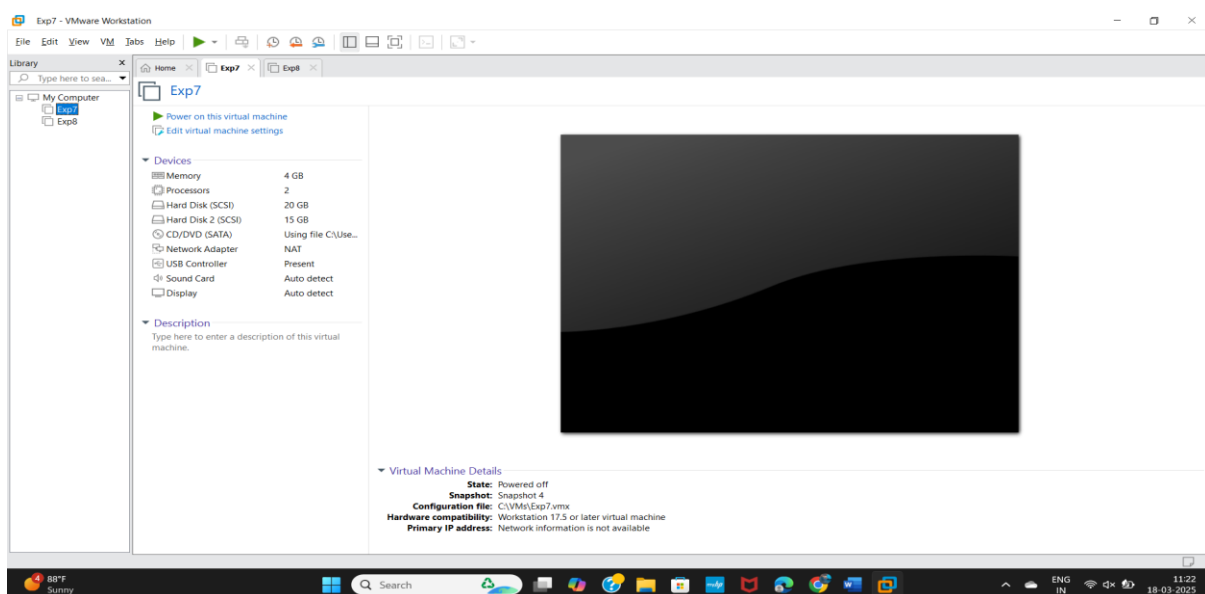 Exp7 - VMware Workstation
File Edit View VM Tabs Help
Library x
Type here to sea...
My Computer
Exp7
Exp8
Home Exp7 Exp8
Exp7
Power on this virtual machine
Edit virtual machine settings
Devices
Memory 4 GB
Processors 2
Hard Disk (SCSI) 20 GB
Hard Disk 2 (SCSI) 15 GB
CD/DVD (SATA) Using file C:\Use...
Network Adapter NAT
USB Controller Present
Sound Card Auto detect
Display Auto detect
Description
Type here to enter a description of this virtual
machine.
Virtual Machine Details
State: Powered off
Snapshot: Snapshot 4
Configuration file: C:\VMs\Exp7.vmx
Hardware compatibility: Workstation 17.5 or later virtual machine
Primary IP address: Network information is not available
4 88°F
Sunny
Search
ENG
IN
11:22
18-03-2025